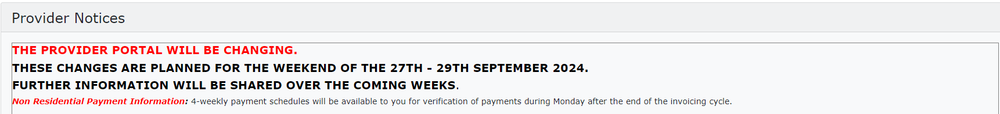 Provider Notices
THE PROVIDER PORTAL WILL BE CHANGING.
THESE CHANGES ARE PLANNED FOR THE WEEKEND OF THE 27TH - 29TH SEPTEMBER 2024.
FURTHER INFORMATION WILL BE SHARED OVER THE COMING WEEKS.
Non Residential Payment Information: 4-weekly payment schedules will be available to you for verification of payments during Monday after the end of the invoicing cycle.